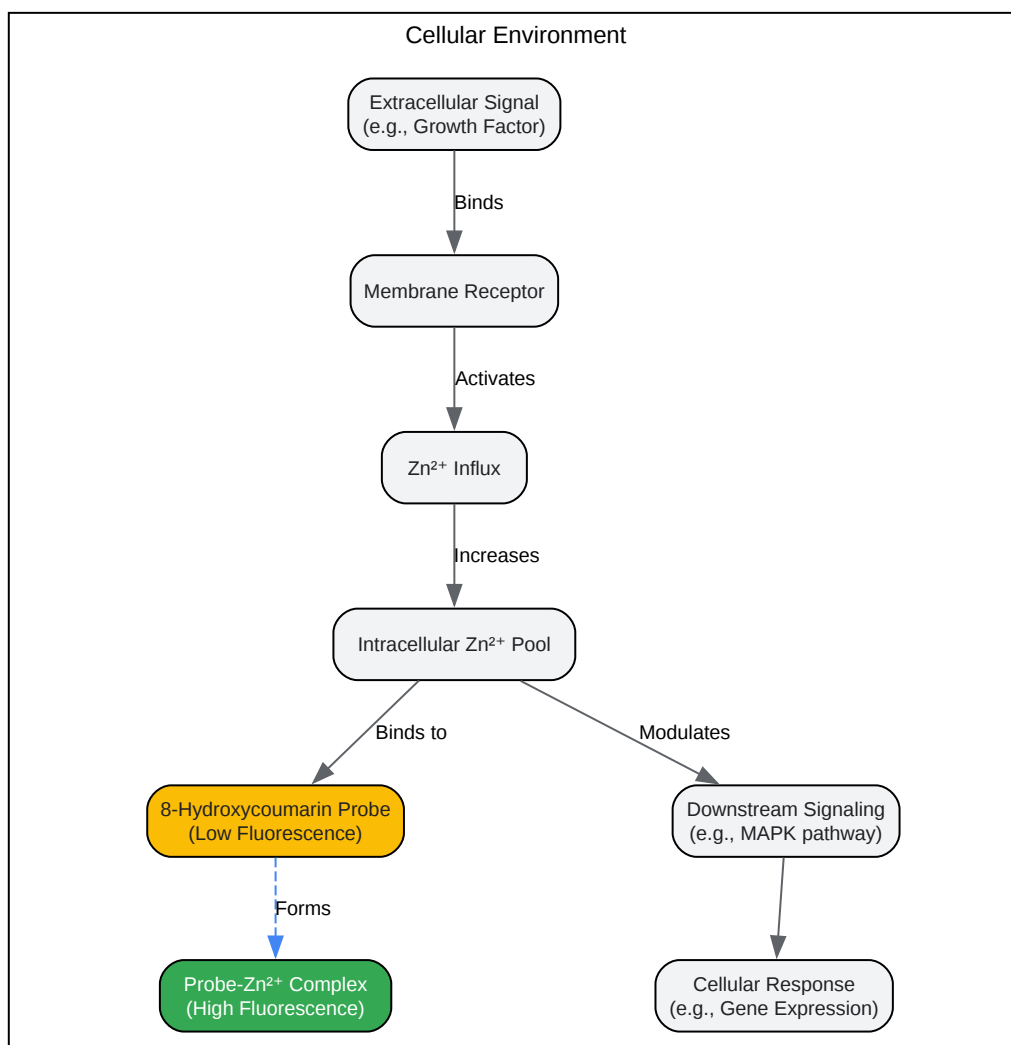 Cellular Environment
Extracellular Signal
(e.g., Growth Factor)
Binds
Membrane Receptor
Activates
Zn²⁺ Influx
Increases
Intracellular Zn²⁺ Pool
Binds to
Modulates
8-Hydroxycoumarin Probe
(Low Fluorescence)
Downstream Signaling
(e.g., MAPK pathway)
Forms
Probe-Zn²⁺ Complex
(High Fluorescence)
Cellular Response
(e.g., Gene Expression)